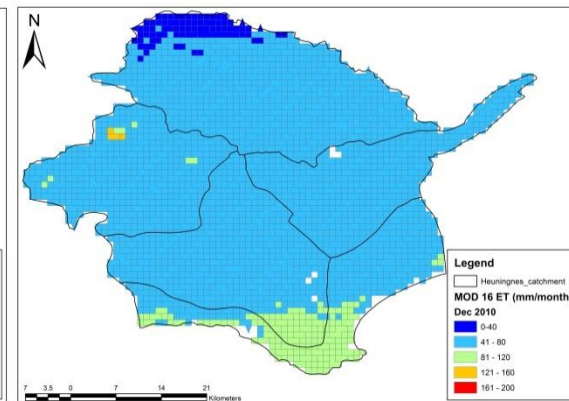 N
Legend
Heuningnes_catchment
MOD 16 ET (mm/month
Dec 2010
0-40
41 - 80
81 - 120
121 - 160
161 - 200
7 3.5 0 7 14 21
Kilometers